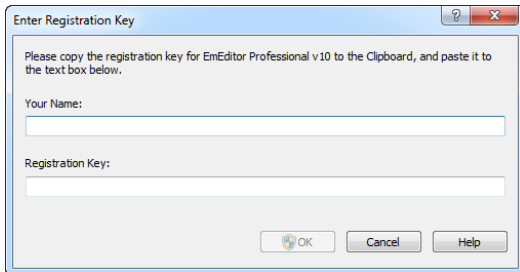 Enter Registration Key
Please copy the registration key for EmEditor Professional v10 to the Clipboard, and paste it to
the text box below.
Your Name:
Registration Key:
OK Cancel Help